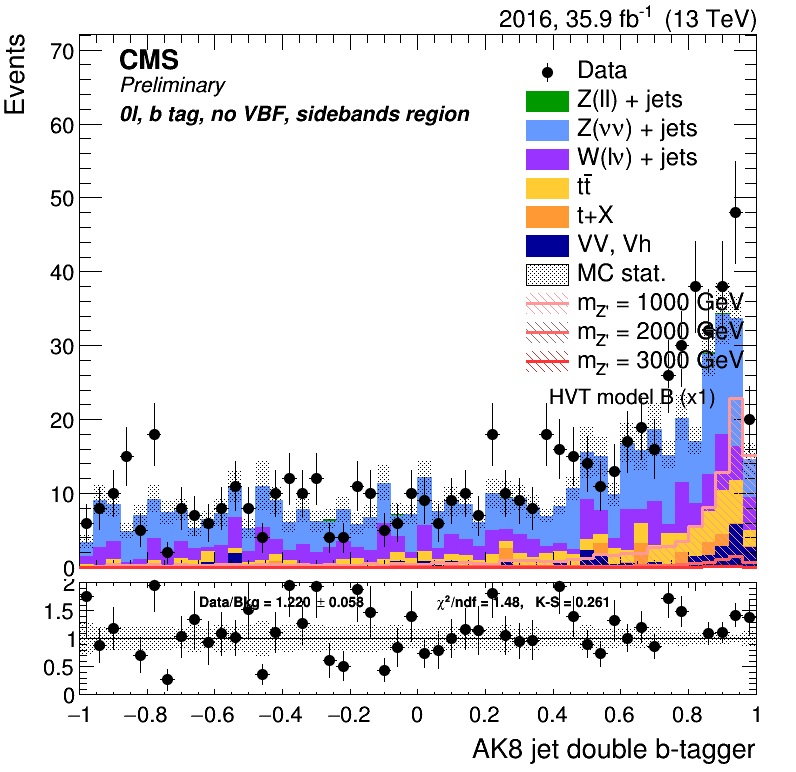 2016, 35.9 fb⁻¹ (13 TeV)
Events
CMS
Preliminary
0l, b tag, no VBF, sidebands region
Data
Z(ll) + jets
Z(νν) + jets
W(lν) + jets
tt̄
t+X
VV, Vh
MC stat.
m_Z' = 1000 GeV
m_Z' = 2000 GeV
m_Z' = 3000 GeV
HVT model B (x1)
70
60
50
40
30
20
10
0
Data/Bkg = 1.220 ± 0.058 χ²/ndf = 1.48, K-S = 0.261
2
1.5
1
0.5
0
−1 −0.8 −0.6 −0.4 −0.2 0 0.2 0.4 0.6 0.8 1
AK8 jet double b-tagger